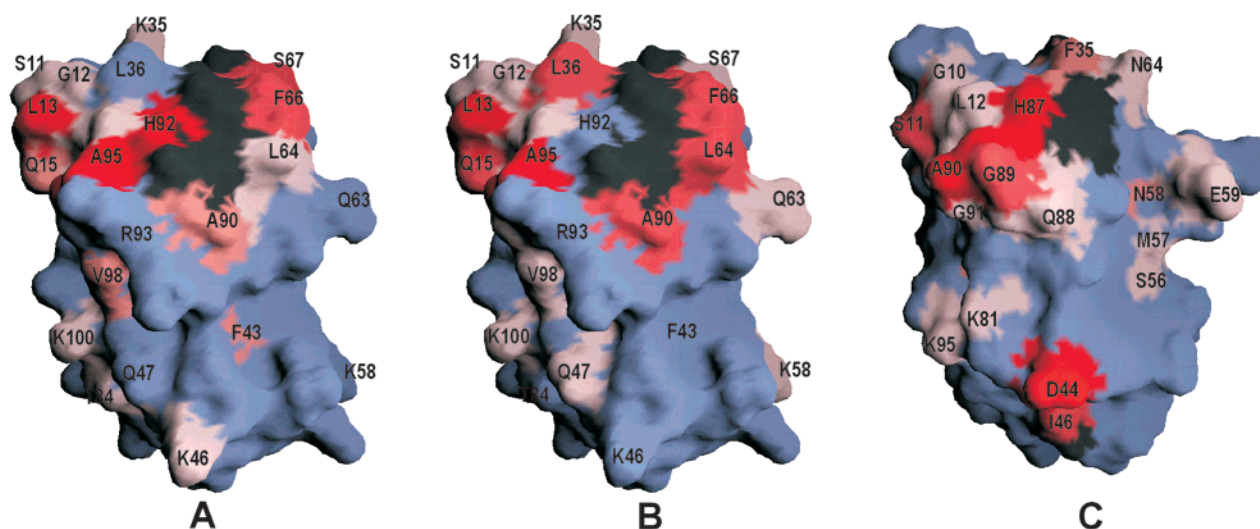 K35
S11
G12
L36
S67
L13
H92
F66
Q15
A95
L64
Q63
R93
A90
V98
K100
F43
Q47
K58
T84
K46
A
K35
S11
G12
L36
S67
L13
H92
F66
Q15
A95
L64
Q63
R93
A90
V98
K100
F43
Q47
K58
K46
B
F35
G10
N64
L12
H87
S11
A90
G89
N58
E59
G91
Q88
M57
S56
K81
K95
D44
I46
C